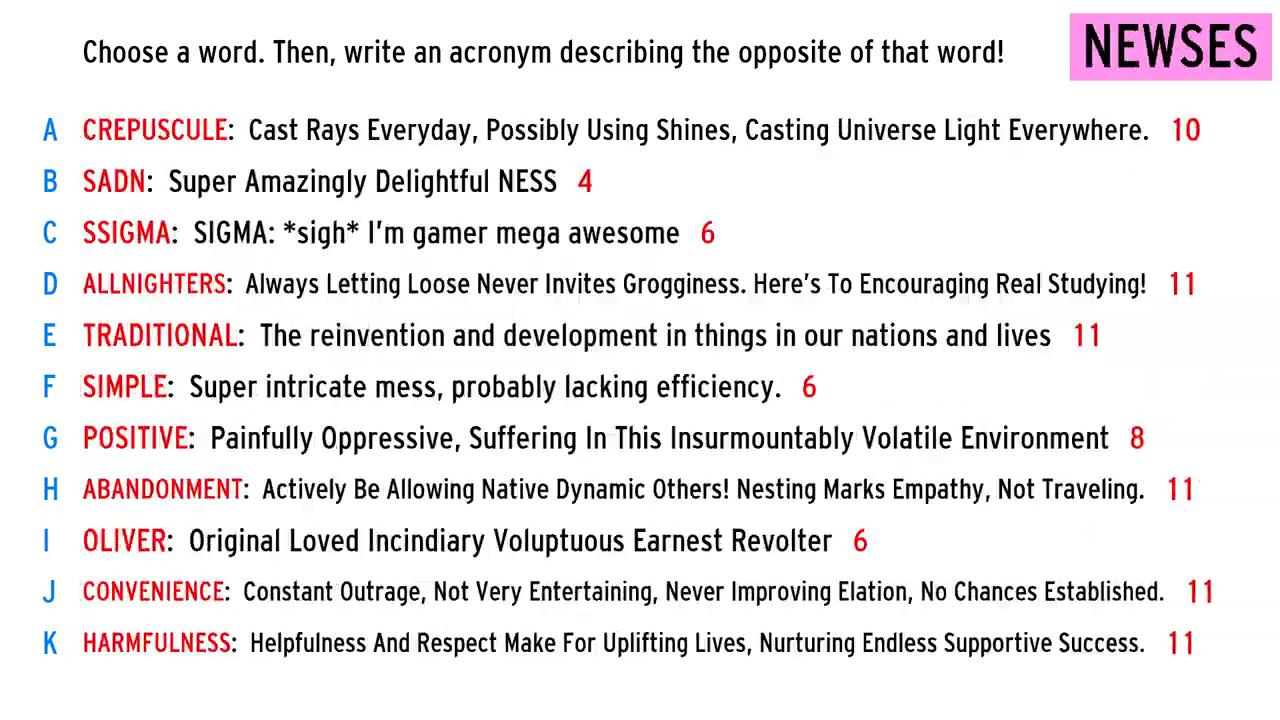 Choose a word. Then, write an acronym describing the opposite of that word!
NEWSES
A CREPUSCULE: Cast Rays Everyday, Possibly Using Shines, Casting Universe Light Everywhere. 10
B SADN: Super Amazingly Delightful NESS 4
C SSIGMA: SIGMA: *sigh* I'm gamer mega awesome 6
D ALLNIGHTERS: Always Letting Loose Never Invites Grogginess. Here's To Encouraging Real Studying! 11
E TRADITIONAL: The reinvention and development in things in our nations and lives 11
F SIMPLE: Super intricate mess, probably lacking efficiency. 6
G POSITIVE: Painfully Oppressive, Suffering In This Insurmountably Volatile Environment 8
H ABANDONMENT: Actively Be Allowing Native Dynamic Others! Nesting Marks Empathy, Not Traveling. 11
I OLIVER: Original Loved Incindiary Voluptuous Earnest Revolter 6
J CONVENIENCE: Constant Outrage, Not Very Entertaining, Never Improving Elation, No Chances Established. 11
K HARMFULNESS: Helpfulness And Respect Make For Uplifting Lives, Nurturing Endless Supportive Success. 11